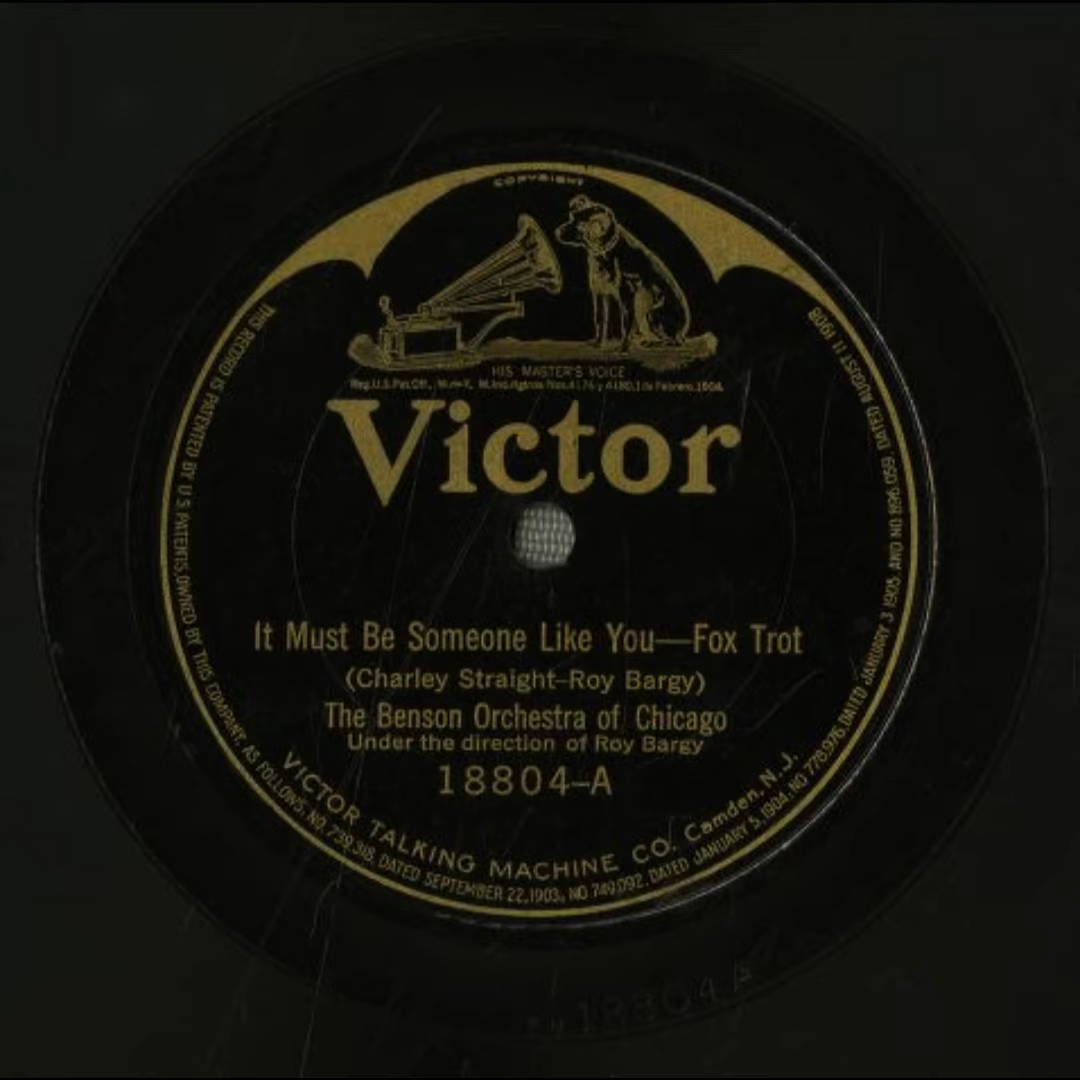 COPYRIGHT
HIS MASTER'S VOICE
Victor
It Must Be Someone Like You—Fox Trot
(Charley Straight-Roy Bargy)
The Benson Orchestra of Chicago
Under the direction of Roy Bargy
18804-A
VICTOR TALKING MACHINE CO. Camden, N.J.
THIS RECORD IS PATENTED BY U S PATENTS, OWNED BY THIS COMPANY, AS FOLLOWS: NO. 739,318, DATED SEPTEMBER 22, 1903, NO 749,092, DATED JANUARY 5, 1904, NO 778,976, DATED JANUARY 3 1905 AND NO 896,059, DATED AUGUST 11 1908
18804